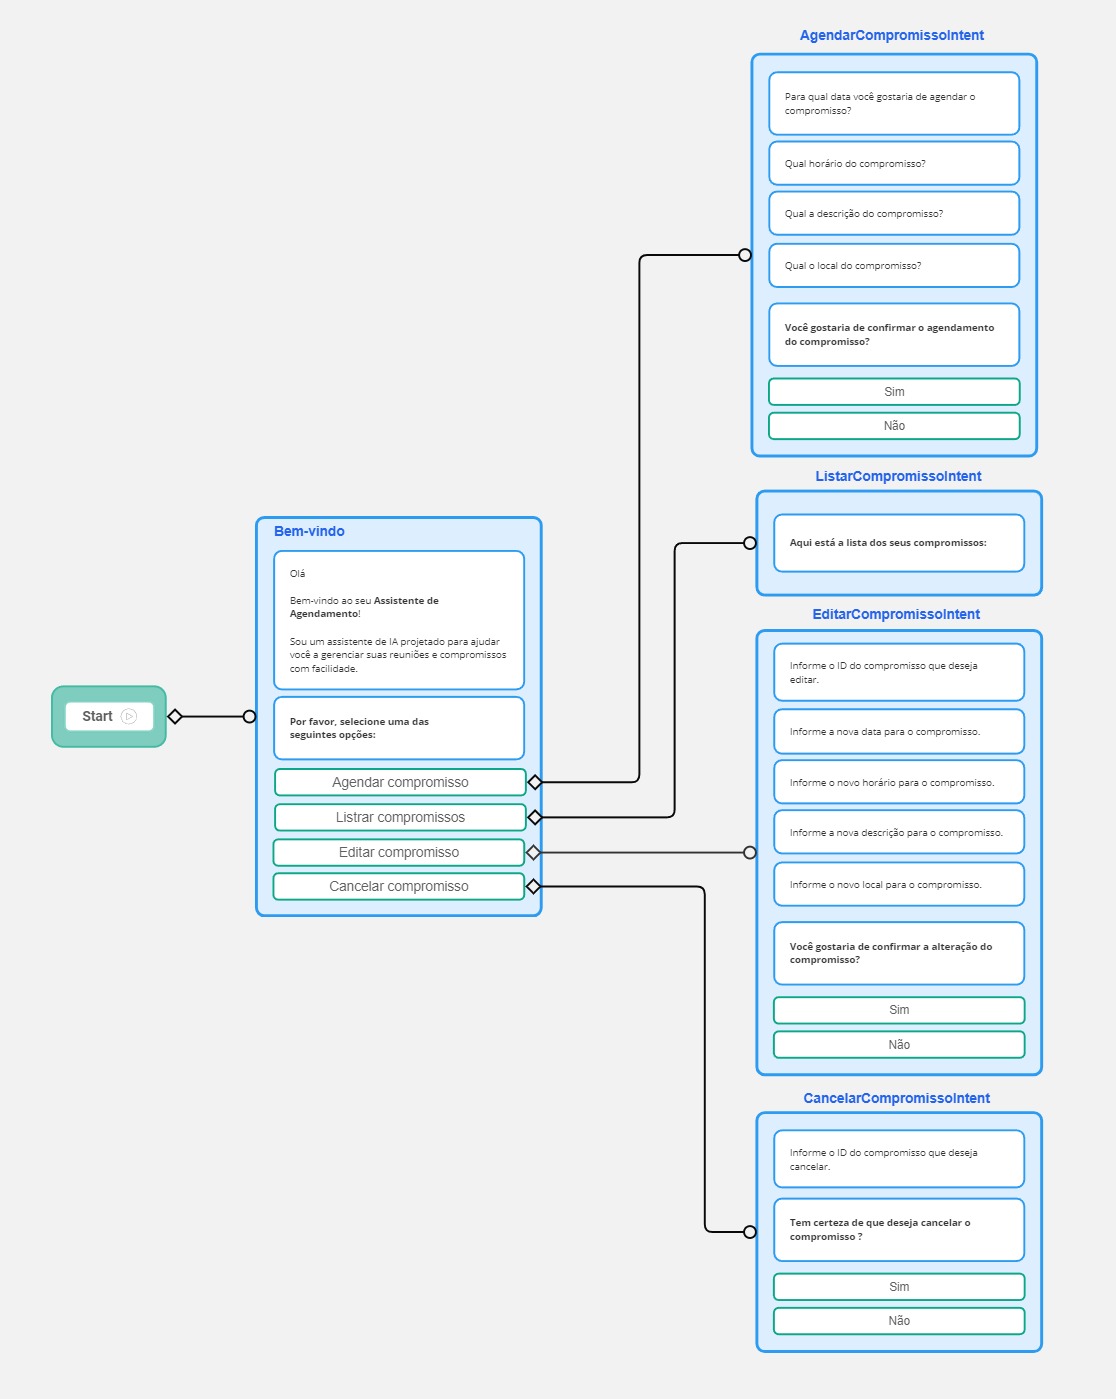 Start
Bem-vindo
Olá
Bem-vindo ao seu Assistente de
Agendamento!
Sou um assistente de IA projetado para ajudar
você a gerenciar suas reuniões e compromissos
com facilidade.
Por favor, selecione uma das
seguintes opções:
Agendar compromisso
Listrar compromissos
Editar compromisso
Cancelar compromisso
AgendarCompromissoIntent
Para qual data você gostaria de agendar o
compromisso?
Qual horário do compromisso?
Qual a descrição do compromisso?
Qual o local do compromisso?
Você gostaria de confirmar o agendamento
do compromisso?
Sim
Não
ListarCompromissoIntent
Aqui está a lista dos seus compromissos:
EditarCompromissoIntent
Informe o ID do compromisso que deseja
editar.
Informe a nova data para o compromisso.
Informe o novo horário para o compromisso.
Informe a nova descrição para o compromisso.
Informe o novo local para o compromisso.
Você gostaria de confirmar a alteração do
compromisso?
Sim
Não
CancelarCompromissoIntent
Informe o ID do compromisso que deseja
cancelar.
Tem certeza de que deseja cancelar o
compromisso ?
Sim
Não